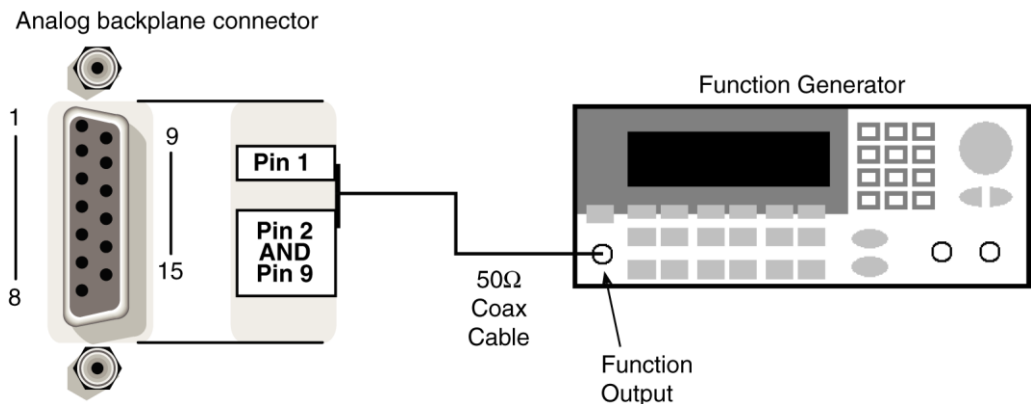 Analog backplane connector
1
8
9
15
Pin 1
Pin 2
AND
Pin 9
50Ω
Coax
Cable
Function Generator
Function
Output